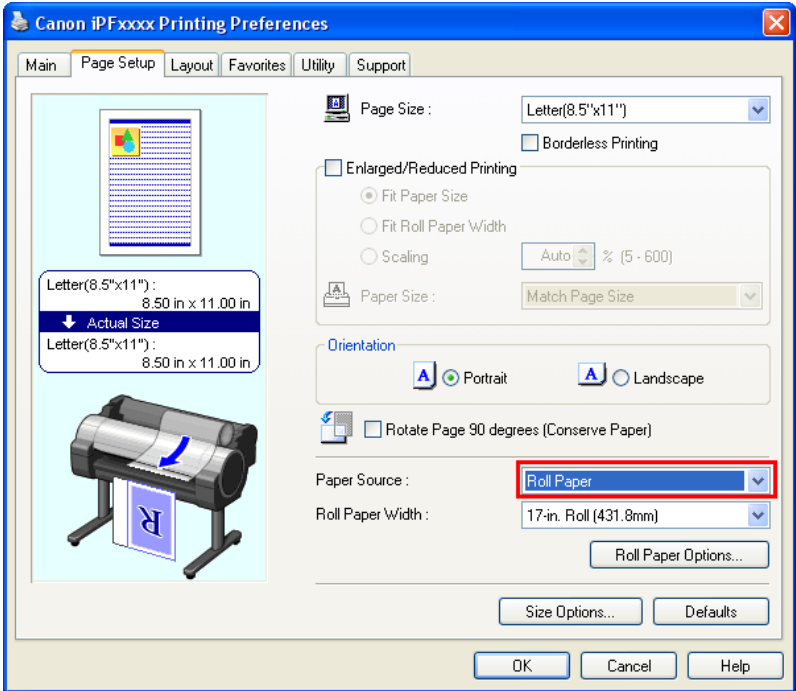 Canon iPFxxxx Printing Preferences
Main Page Setup Layout Favorites Utility Support
Page Size : Letter(8.5"x11")
Borderless Printing
Enlarged/Reduced Printing
Fit Paper Size
Fit Roll Paper Width
Scaling Auto % (5 - 600)
Paper Size : Match Page Size
Letter(8.5"x11") :
8.50 in x 11.00 in
Actual Size
Letter(8.5"x11") :
8.50 in x 11.00 in
Orientation
A Portrait A Landscape
Rotate Page 90 degrees (Conserve Paper)
Paper Source : Roll Paper
Roll Paper Width : 17-in. Roll (431.8mm)
Roll Paper Options...
R
Size Options... Defaults
OK Cancel Help